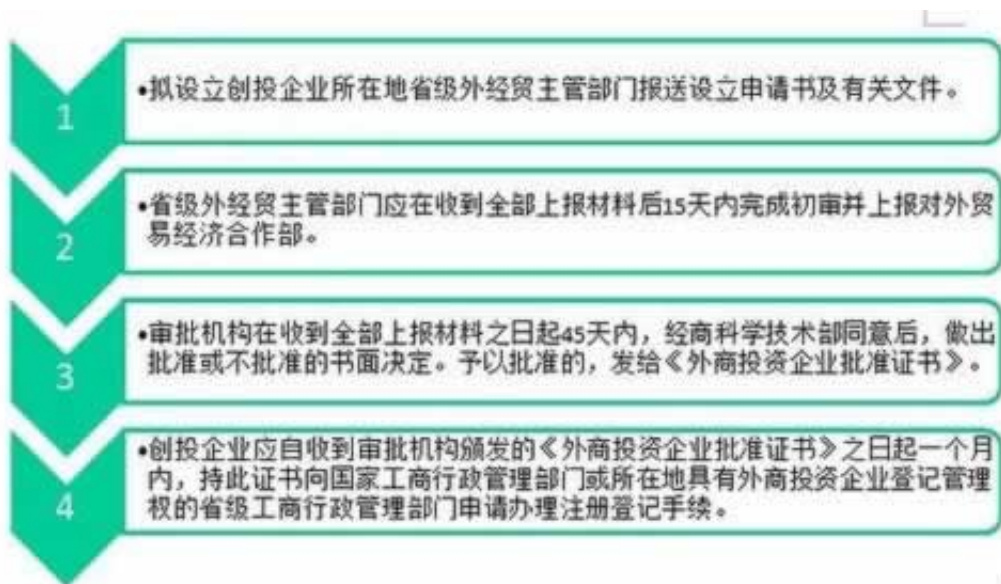 1
•拟设立创投企业所在地省级外经贸主管部门报送设立申请书及有关文件。
2
•省级外经贸主管部门应在收到全部上报材料后15天内完成初审并上报对外贸
易经济合作部。
3
•审批机构在收到全部上报材料之日起45天内，经商科学技术部同意后，做出
批准或不批准的书面决定。予以批准的，发给《外商投资企业批准证书》。
4
•创投企业应自收到审批机构颁发的《外商投资企业批准证书》之日起一个月
内，持此证书向国家工商行政管理部门或所在地具有外商投资企业登记管理
权的省级工商行政管理部门申请办理注册登记手续。